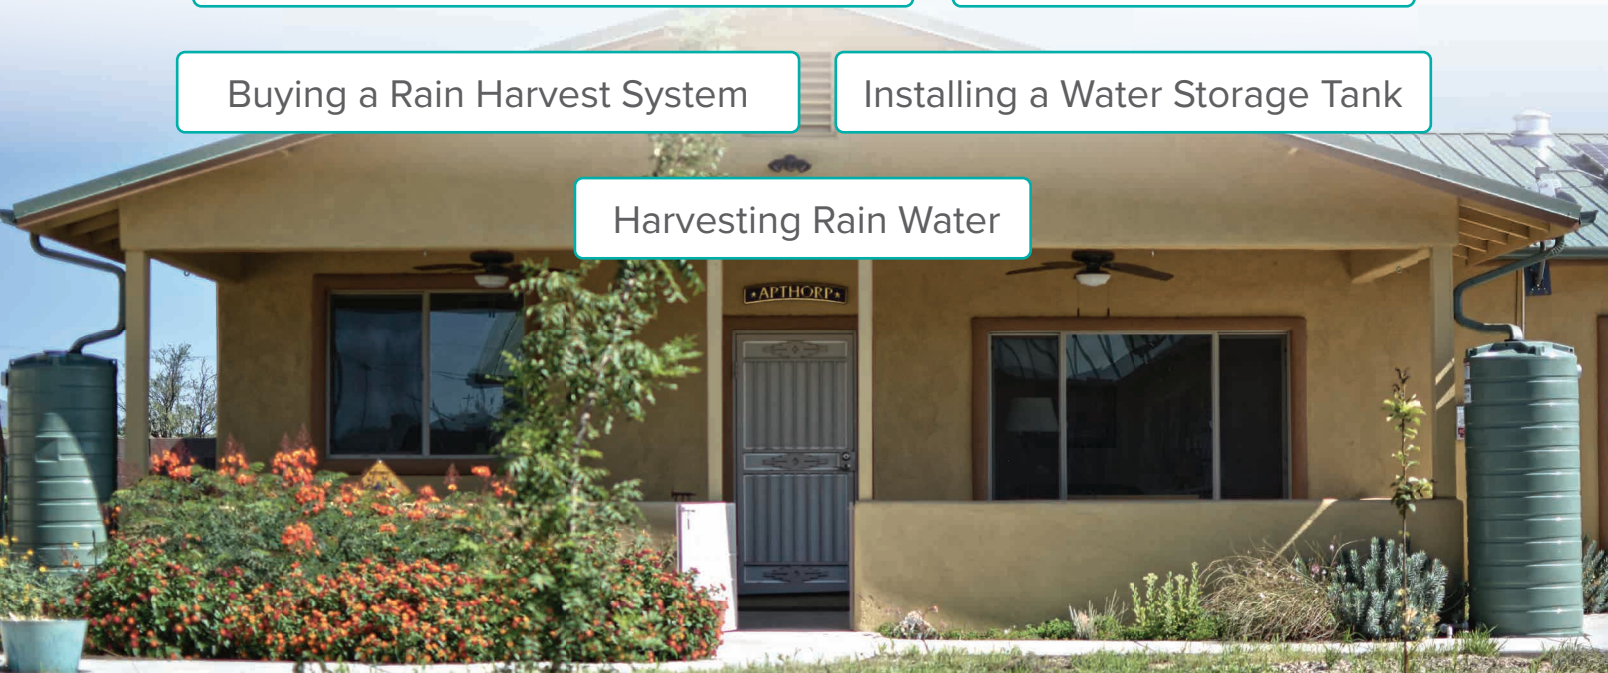 Buying a Rain Harvest System
Installing a Water Storage Tank
Harvesting Rain Water
★APTHORP★